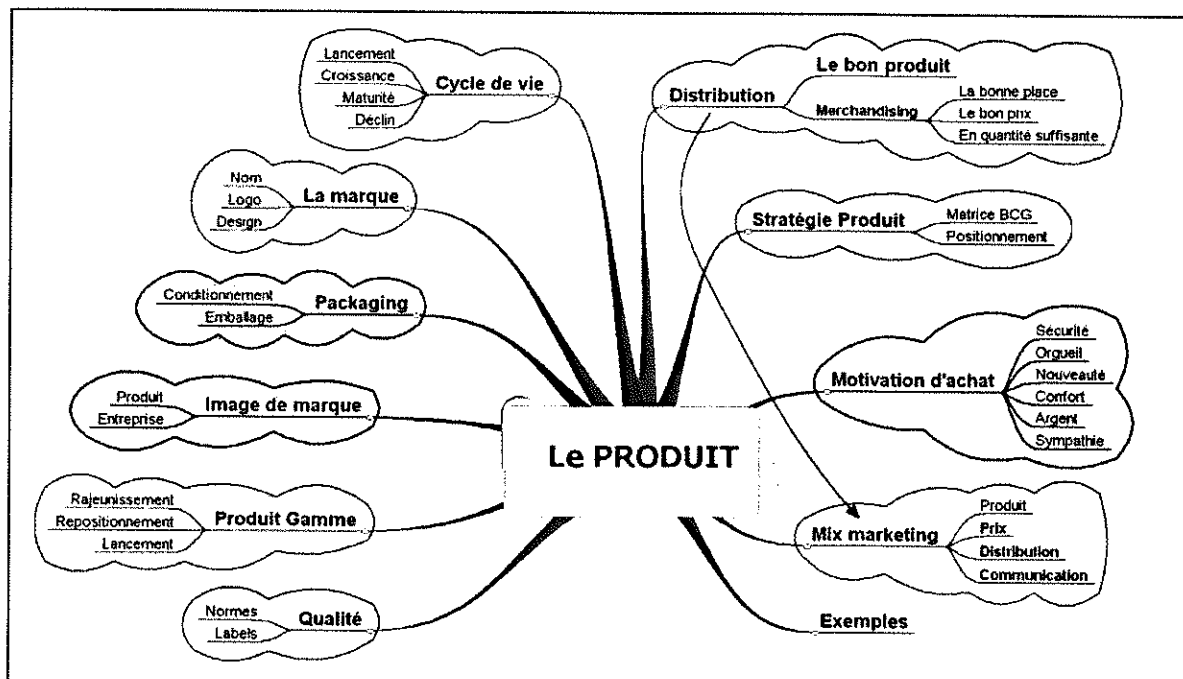 Lancement
Croissance
Maturité
Déclin
Cycle de vie
Nom
Logo
Design
La marque
Conditionnement
Emballage
Packaging
Produit
Entreprise
Image de marque
Rajeunissement
Repositionnement
Lancement
Produit Gamme
Normes
Labels
Qualité
Le PRODUIT
Distribution
Le bon produit
Merchandising
La bonne place
Le bon prix
En quantité suffisante
Stratégie Produit
Matrice BCG
Positionnement
Motivation d'achat
Sécurité
Orgueil
Nouveauté
Confort
Argent
Sympathie
Mix marketing
Produit
Prix
Distribution
Communication
Exemples